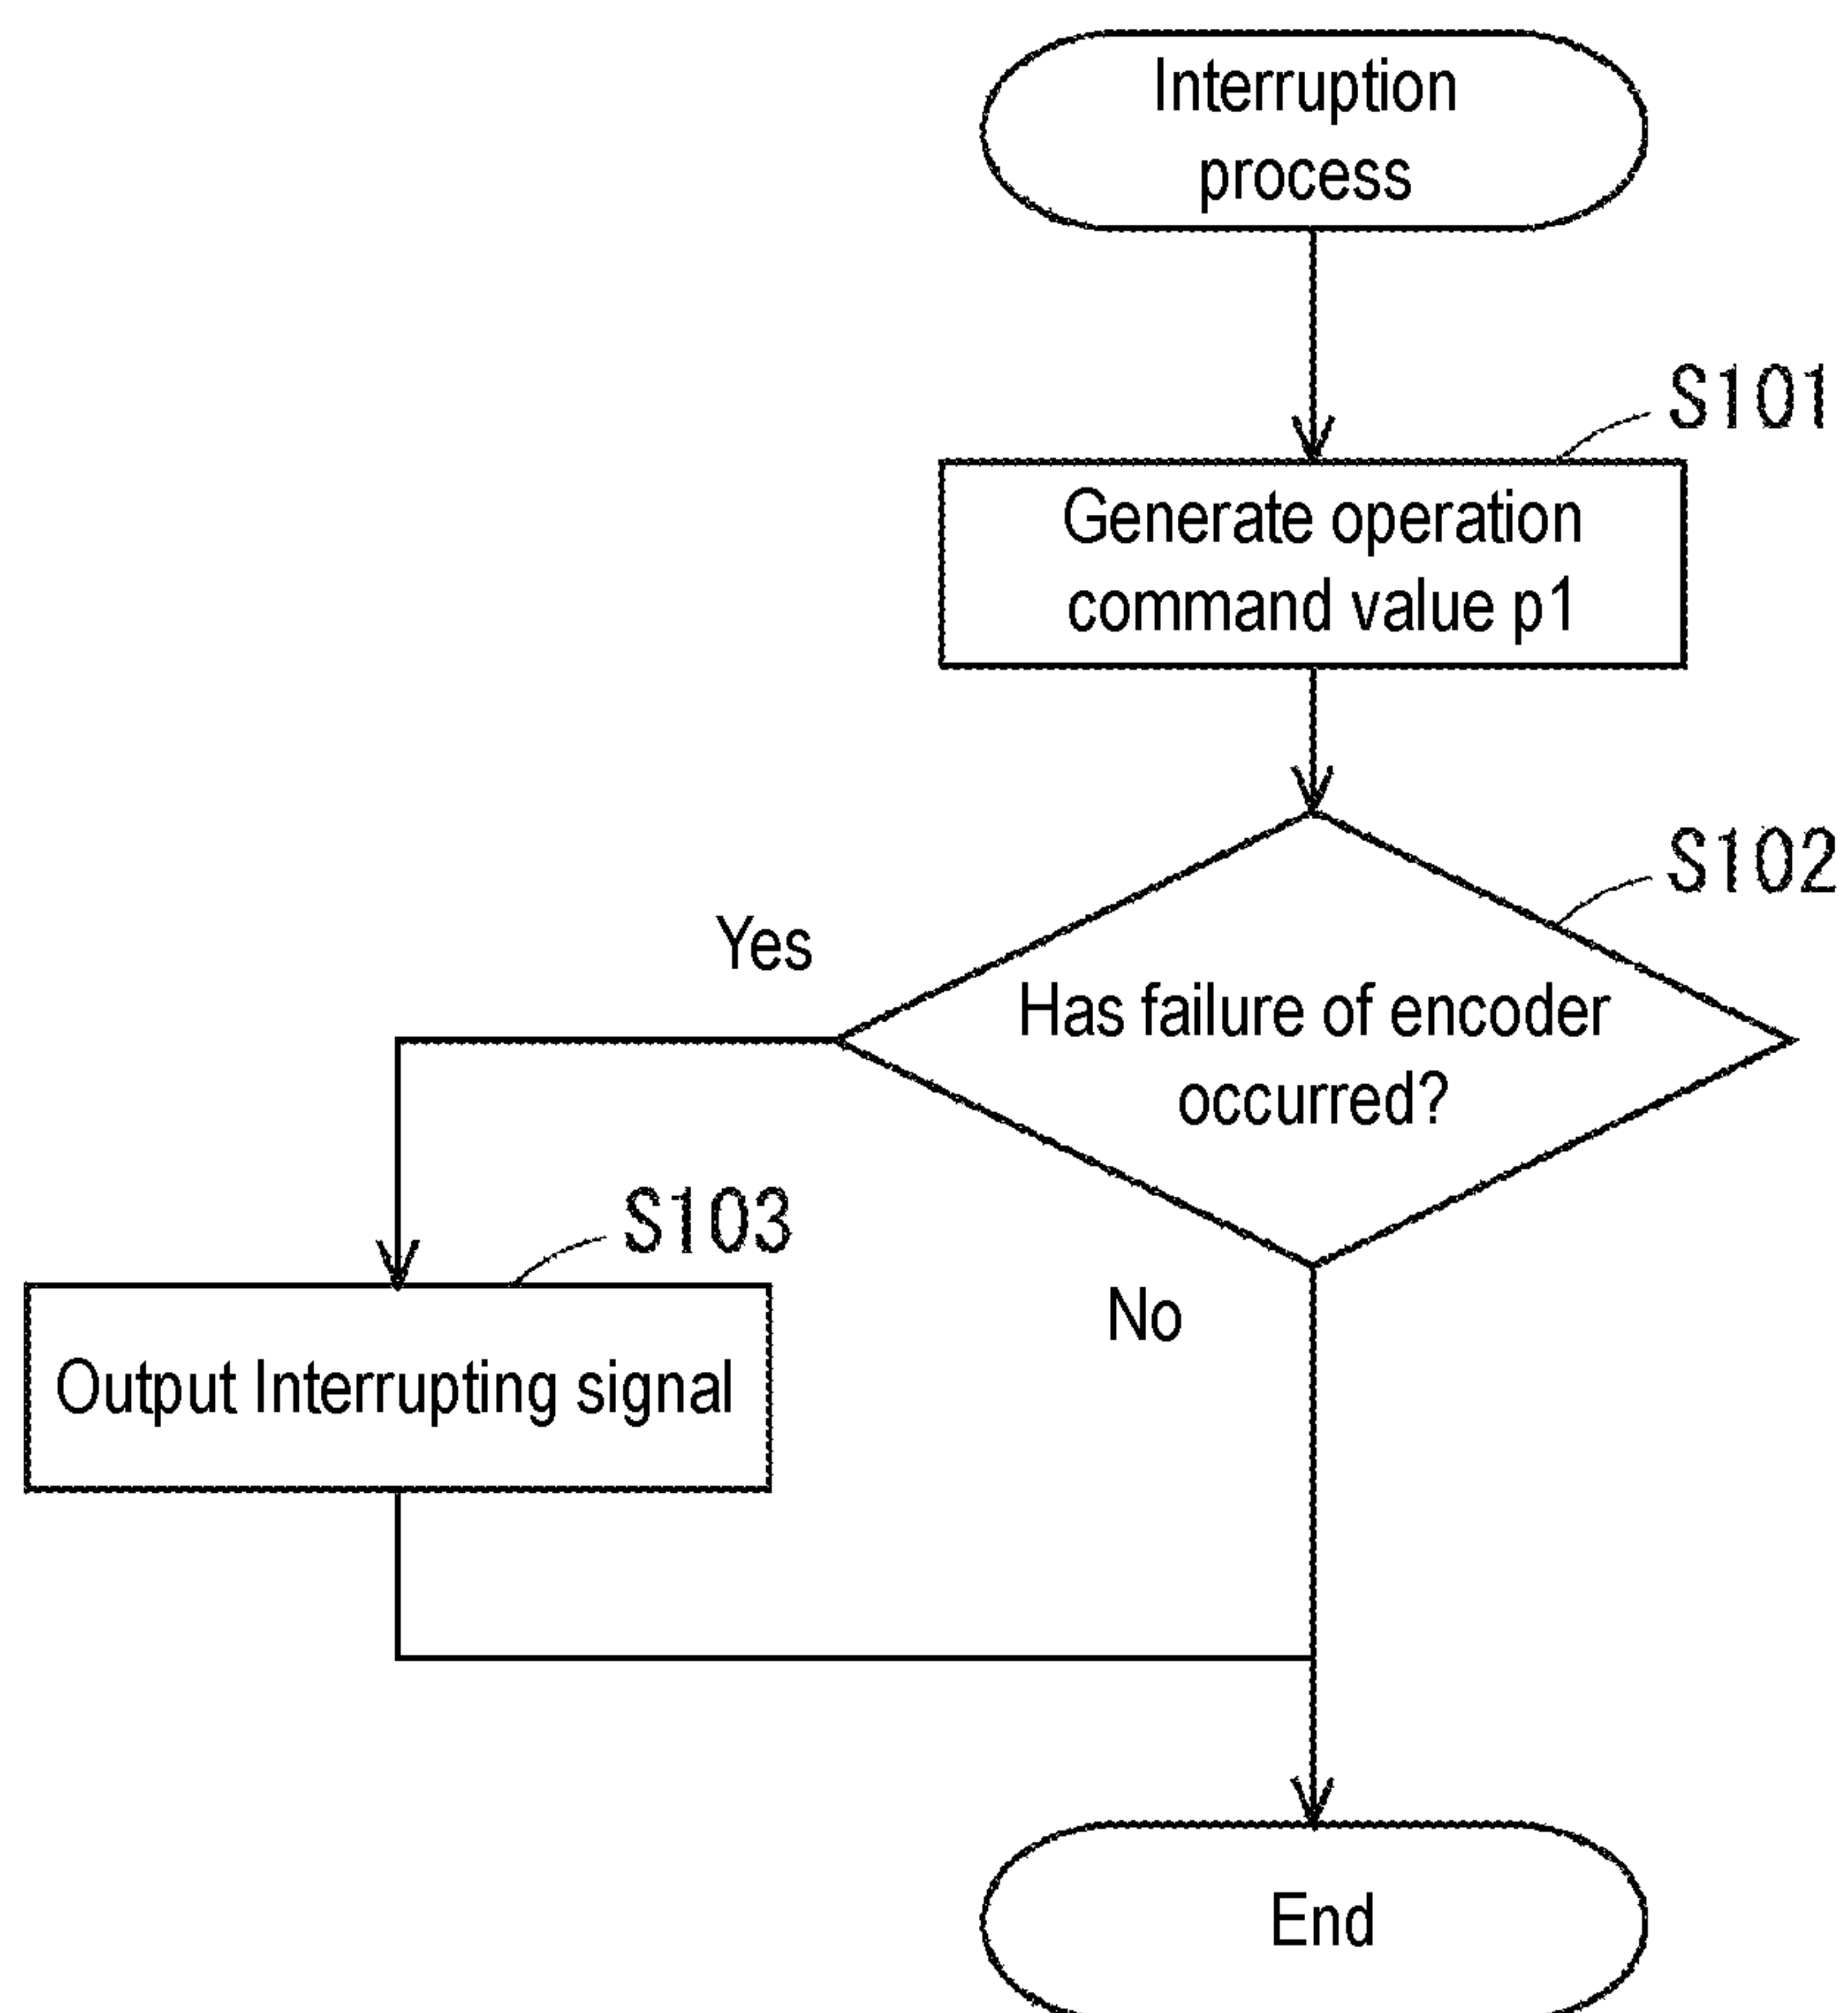 Interruption
process
S101
Generate operation
command value p1
S102
Yes
Has failure of encoder
occurred?
S103
No
Output Interrupting signal
End